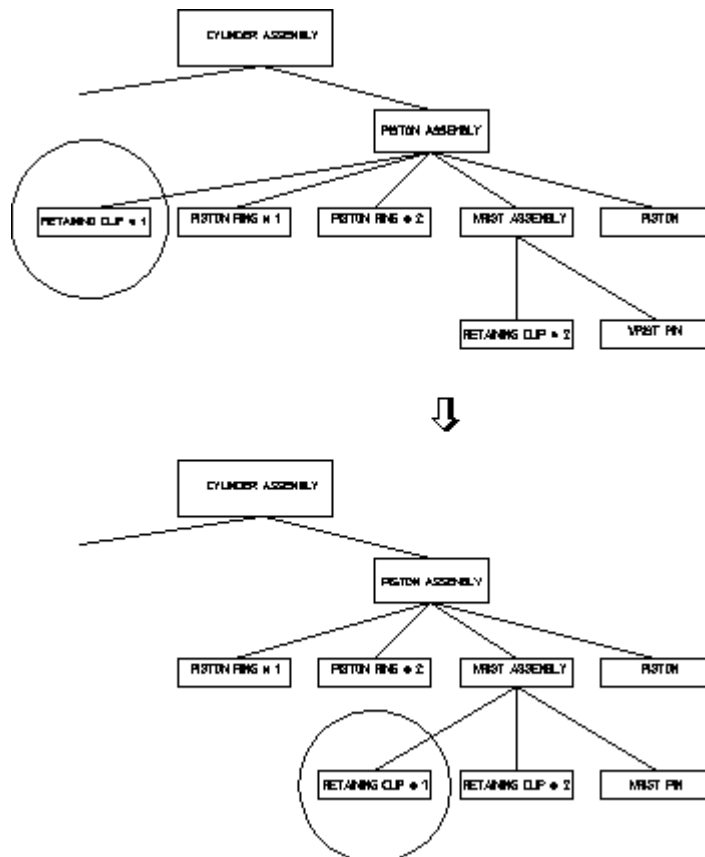 CYLINDER ASSEMBLY
PISTON ASSEMBLY
RETAINING CLIP # 1
PISTON RING # 1
PISTON RING # 2
WRIST ASSEMBLY
PISTON
RETAINING CLIP # 2
WRIST PIN
CYLINDER ASSEMBLY
PISTON ASSEMBLY
PISTON RING # 1
PISTON RING # 2
WRIST ASSEMBLY
PISTON
RETAINING CLIP # 1
RETAINING CLIP # 2
WRIST PIN